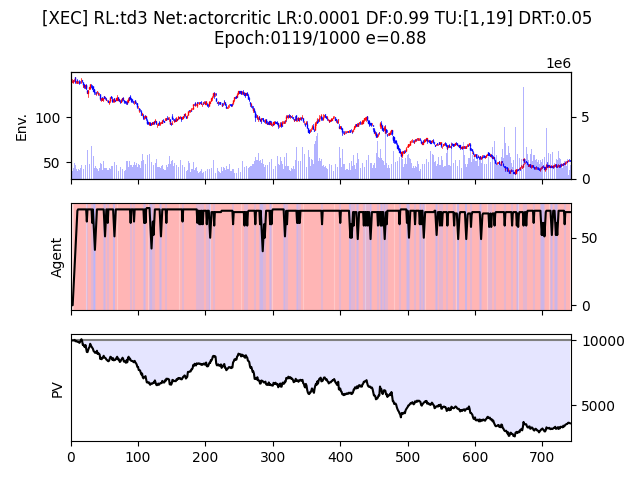 [XEC] RL:td3 Net:actorcritic LR:0.0001 DF:0.99 TU:[1,19] DRT:0.05
Epoch:0119/1000 e=0.88
1e6
Env.
100
50
5
0
Agent
50
0
PV
10000
5000
0 100 200 300 400 500 600 700